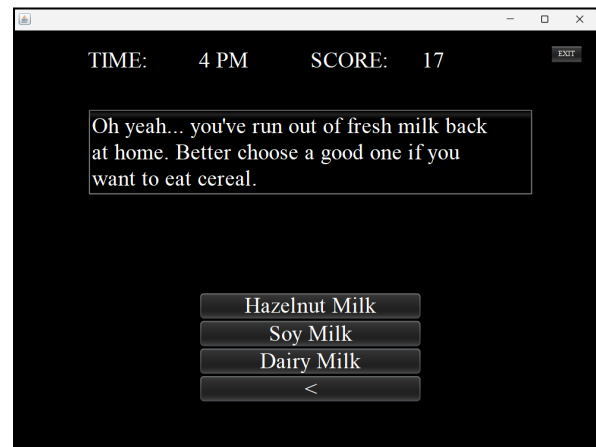 TIME: 4 PM SCORE: 17 EXIT
Oh yeah... you've run out of fresh milk back
at home. Better choose a good one if you
want to eat cereal.
Hazelnut Milk
Soy Milk
Dairy Milk
<